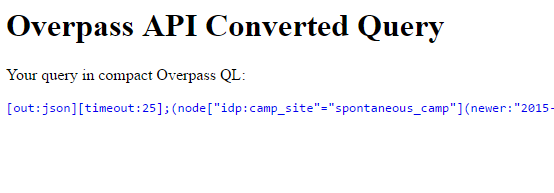 Overpass API Converted Query
Your query in compact Overpass QL:
[out:json][timeout:25];(node["idp:camp_site"="spontaneous_camp"](newer:"2015-